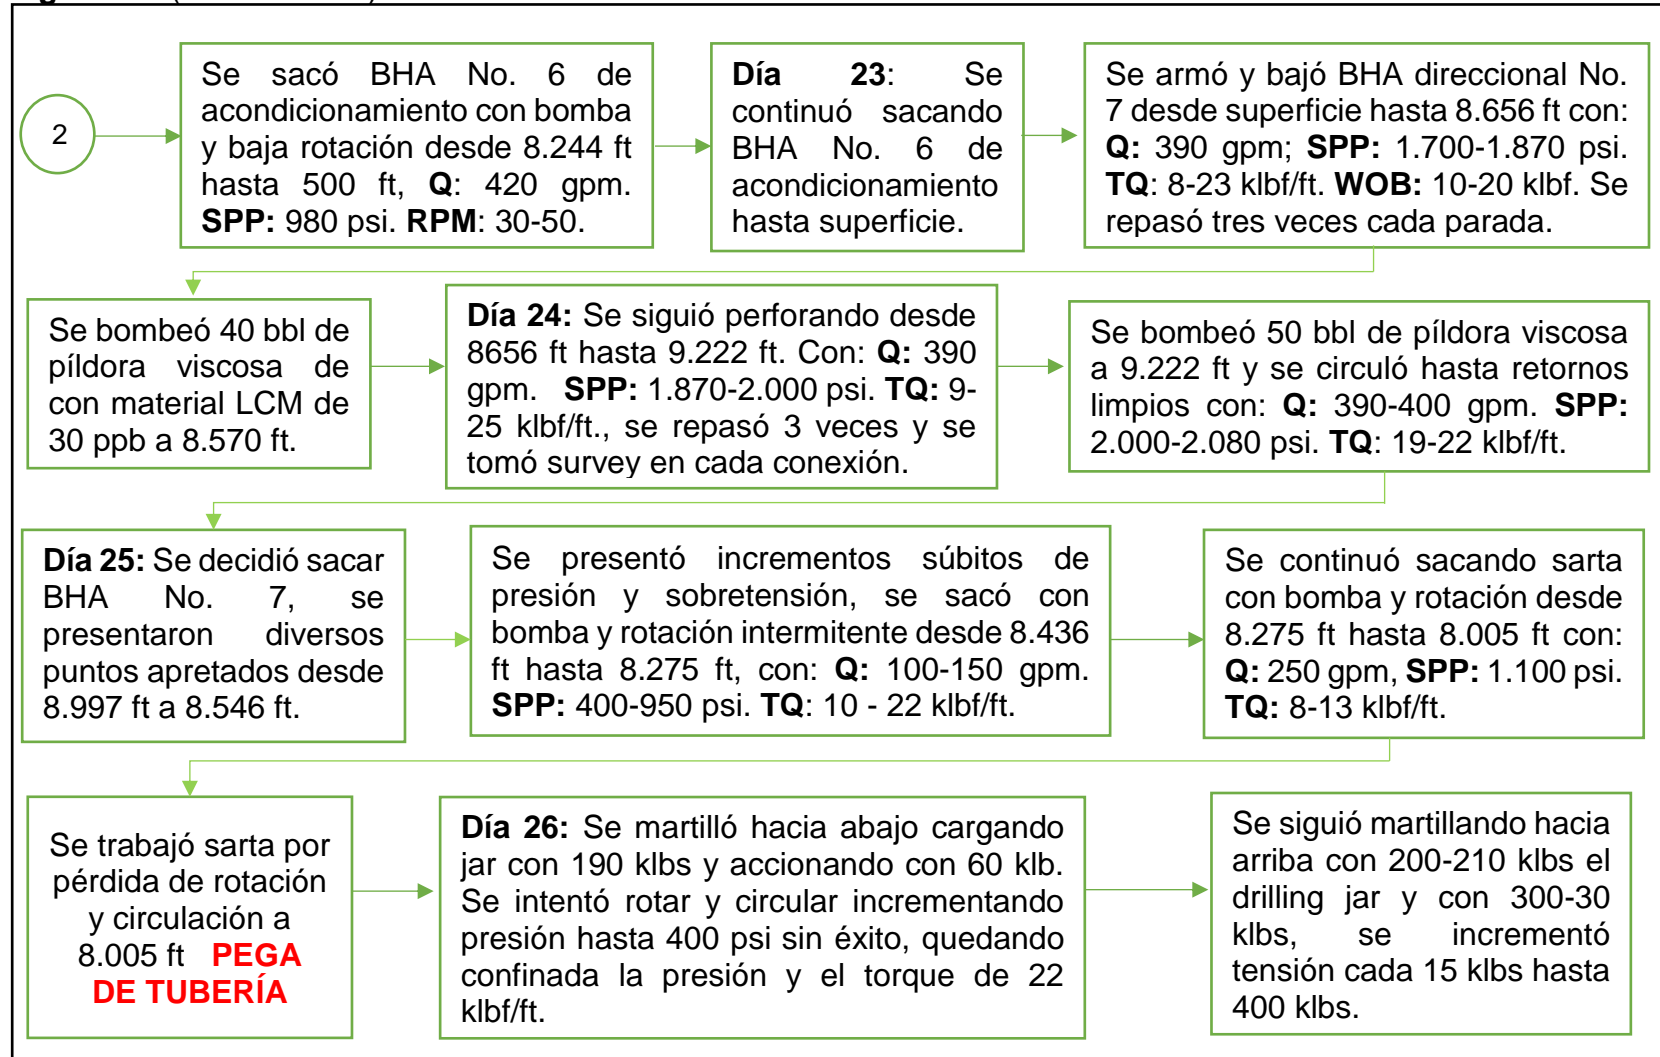 2
Se sacó BHA No. 6 de
acondicionamiento con bomba
y baja rotación desde 8.244 ft
hasta 500 ft, Q: 420 gpm.
SPP: 980 psi. RPM: 30-50.
Día 23: Se
continuó sacando
BHA No. 6 de
acondicionamiento
hasta superficie.
Se armó y bajó BHA direccional No.
7 desde superficie hasta 8.656 ft con:
Q: 390 gpm; SPP: 1.700-1.870 psi.
TQ: 8-23 klbf/ft. WOB: 10-20 klbf. Se
repasó tres veces cada parada.
Se bombeó 40 bbl de
píldora viscosa de
con material LCM de
30 ppb a 8.570 ft.
Día 24: Se siguió perforando desde
8656 ft hasta 9.222 ft. Con: Q: 390
gpm. SPP: 1.870-2.000 psi. TQ: 9-
25 klbf/ft., se repasó 3 veces y se
tomó survey en cada conexión.
Se bombeó 50 bbl de píldora viscosa
a 9.222 ft y se circuló hasta retornos
limpios con: Q: 390-400 gpm. SPP:
2.000-2.080 psi. TQ: 19-22 klbf/ft.
Día 25: Se decidió sacar
BHA No. 7, se
presentaron diversos
puntos apretados desde
8.997 ft a 8.546 ft.
Se presentó incrementos súbitos de
presión y sobretensión, se sacó con
bomba y rotación intermitente desde 8.436
ft hasta 8.275 ft, con: Q: 100-150 gpm.
SPP: 400-950 psi. TQ: 10 - 22 klbf/ft.
Se continuó sacando sarta
con bomba y rotación desde
8.275 ft hasta 8.005 ft con:
Q: 250 gpm, SPP: 1.100 psi.
TQ: 8-13 klbf/ft.
Se trabajó sarta por
pérdida de rotación
y circulación a
8.005 ft PEGA
DE TUBERÍA
Día 26: Se martilló hacia abajo cargando
jar con 190 klbs y accionando con 60 klb.
Se intentó rotar y circular incrementando
presión hasta 400 psi sin éxito, quedando
confinada la presión y el torque de 22
klbf/ft.
Se siguió martillando hacia
arriba con 200-210 klbs el
drilling jar y con 300-30
klbs, se incrementó
tensión cada 15 klbs hasta
400 klbs.